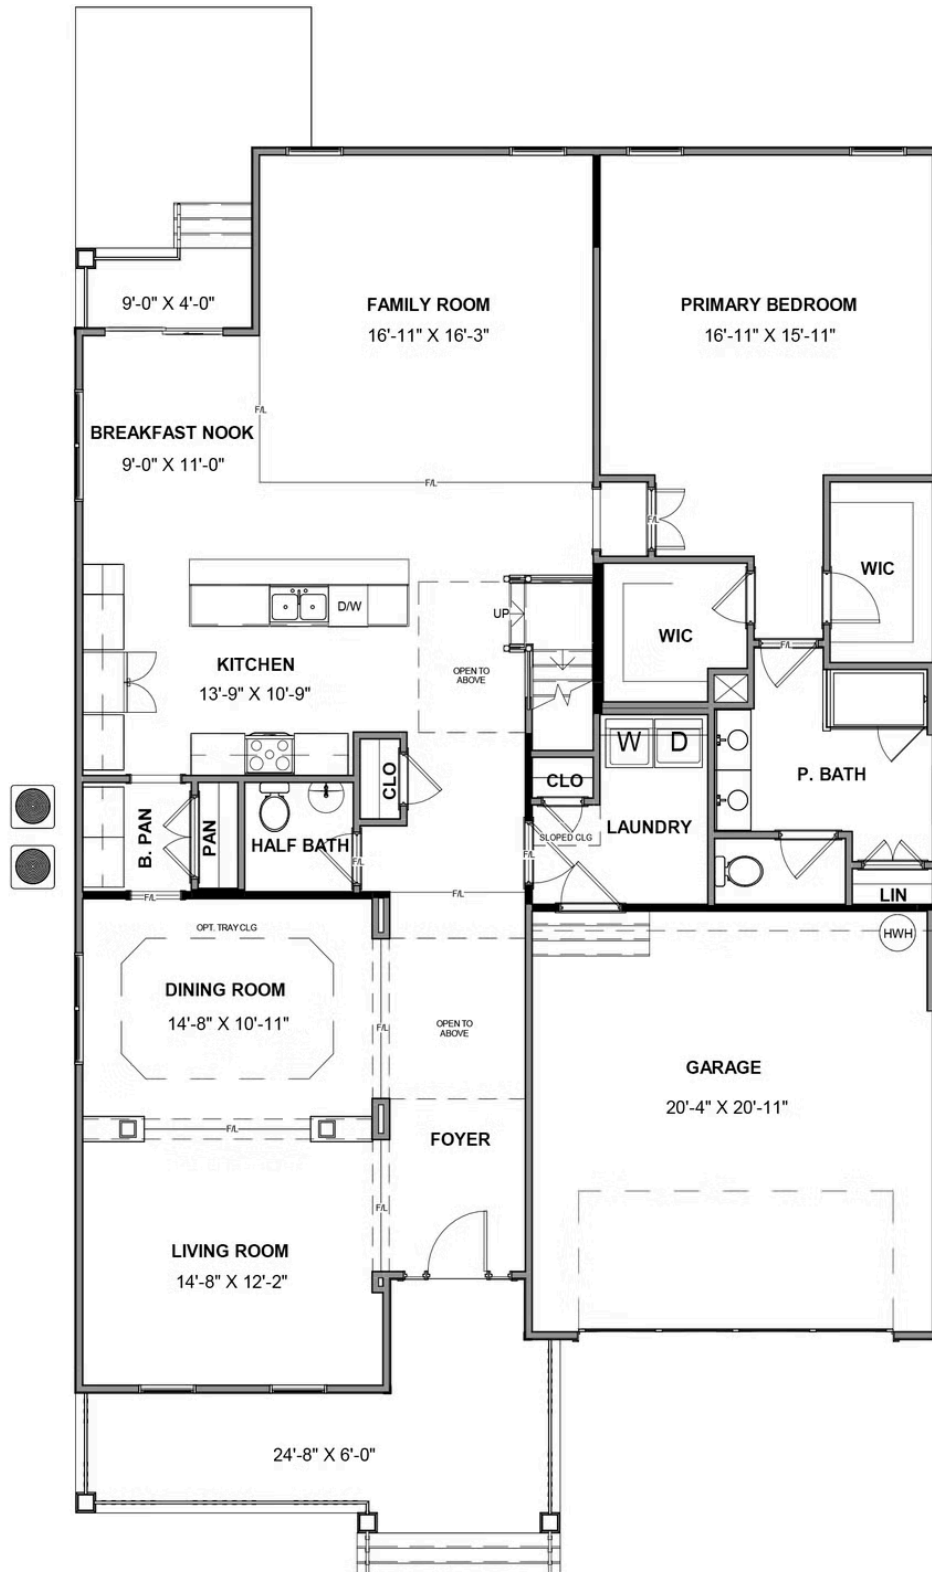 9'-0" X 4'-0"
FAMILY ROOM
16'-11" X 16'-3"
PRIMARY BEDROOM
16'-11" X 15'-11"
F/L
BREAKFAST NOOK
9'-0" X 11'-0"
F/L
F/L
WIC
UP
D/W
WIC
F/L
KITCHEN
13'-9" X 10'-9"
OPEN TO
ABOVE
W
D
CLO
CLO
P. BATH
B. PAN
PAN
HALF BATH
F/L
SLOPED CLG
LAUNDRY
F/L
F/L
LIN
OPT. TRAY CLG
HWH
DINING ROOM
14'-8" X 10'-11"
F/L
OPEN TO
ABOVE
GARAGE
20'-4" X 20'-11"
F/L
FOYER
F/L
LIVING ROOM
14'-8" X 12'-2"
24'-8" X 6'-0"